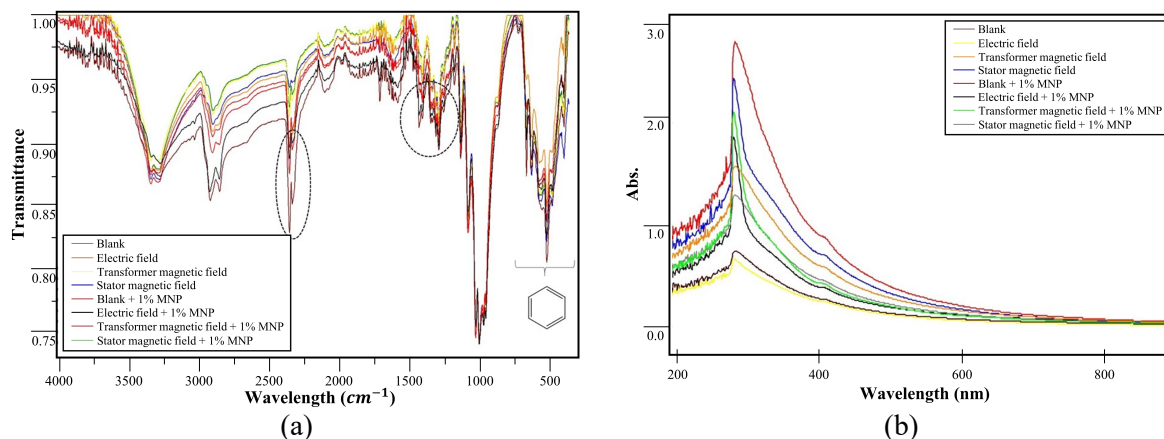 1.00
0.95
0.90
0.85
0.80
0.75
Transmittance
Blank
Electric field
Transformer magnetic field
Stator magnetic field
Blank + 1% MNP
Electric field + 1% MNP
Transformer magnetic field + 1% MNP
Stator magnetic field + 1% MNP
4000 3500 3000 2500 2000 1500 1000 500
Wavelength (cm⁻¹)
(a)
3.0
2.0
1.0
0.0
Abs.
Blank
Electric field
Transformer magnetic field
Stator magnetic field
Blank + 1% MNP
Electric field + 1% MNP
Transformer magnetic field + 1% MNP
Stator magnetic field + 1% MNP
200 400 600 800
Wavelength (nm)
(b)